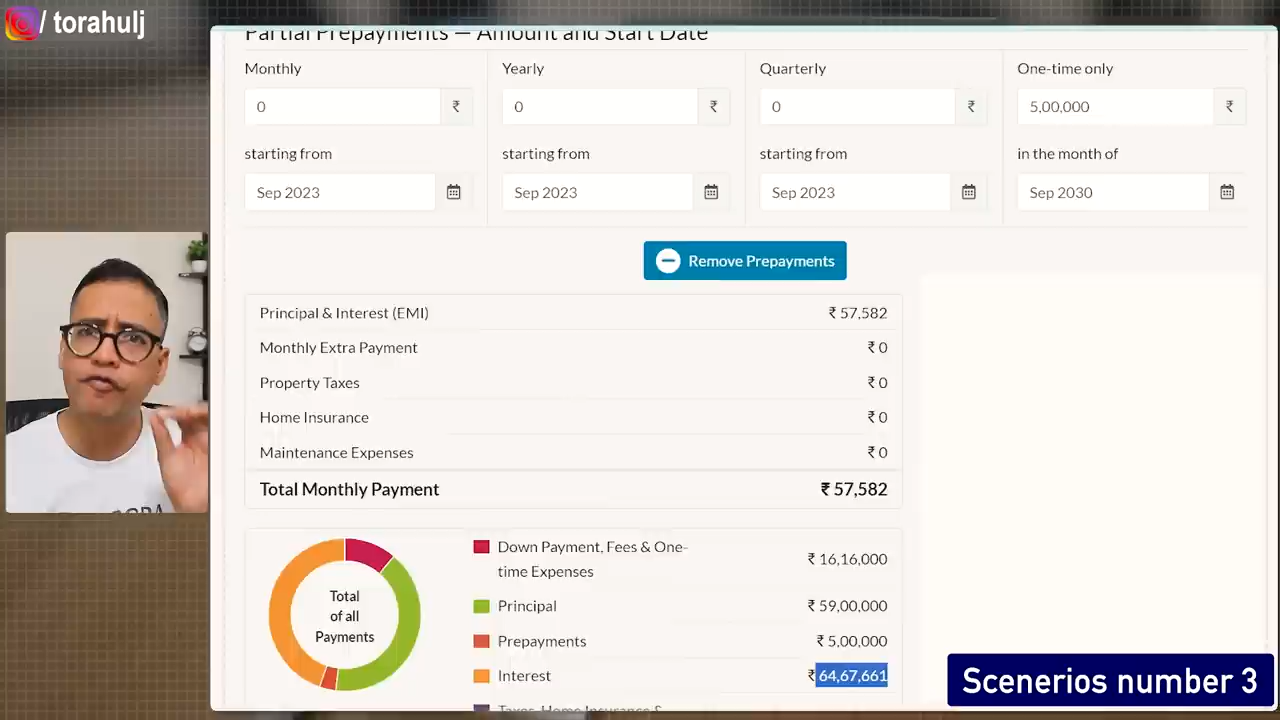 / torahulj
Partial Prepayments — Amount and Start Date
Monthly Yearly Quarterly One-time only
0 ₹ 0 ₹ 0 ₹ 5,00,000 ₹
starting from starting from starting from in the month of
Sep 2023 Sep 2023 Sep 2023 Sep 2030
Remove Prepayments
Principal & Interest (EMI) ₹ 57,582
Monthly Extra Payment ₹ 0
Property Taxes ₹ 0
Home Insurance ₹ 0
Maintenance Expenses ₹ 0
Total Monthly Payment ₹ 57,582
Total
of all
Payments
Down Payment, Fees & One-
time Expenses ₹ 16,16,000
Principal ₹ 59,00,000
Prepayments ₹ 5,00,000
Interest ₹ 64,67,661
Taxes, Home Insurance &
Scenerios number 3